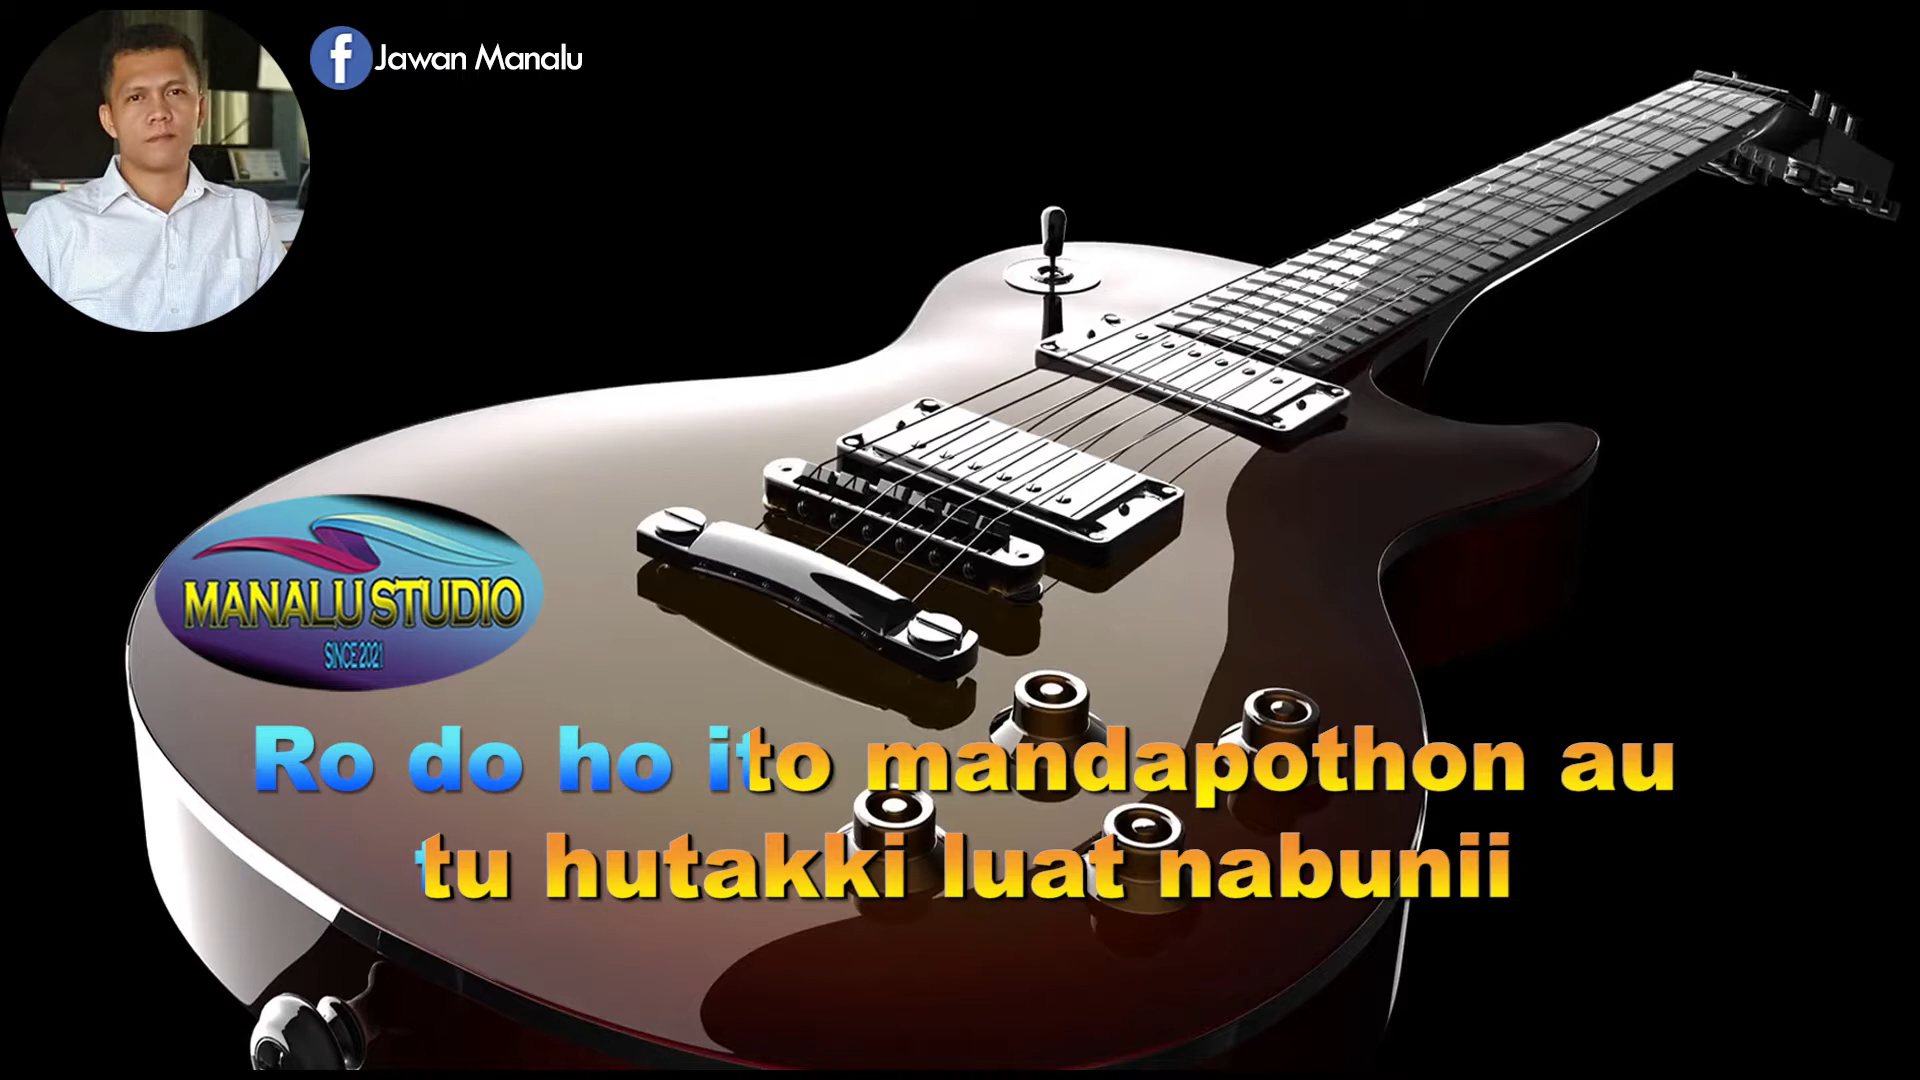 Jawan Manalu
MANALU STUDIO
SINCE 2021
Ro do ho ito mandapothon au
tu hutakki luat nabunii